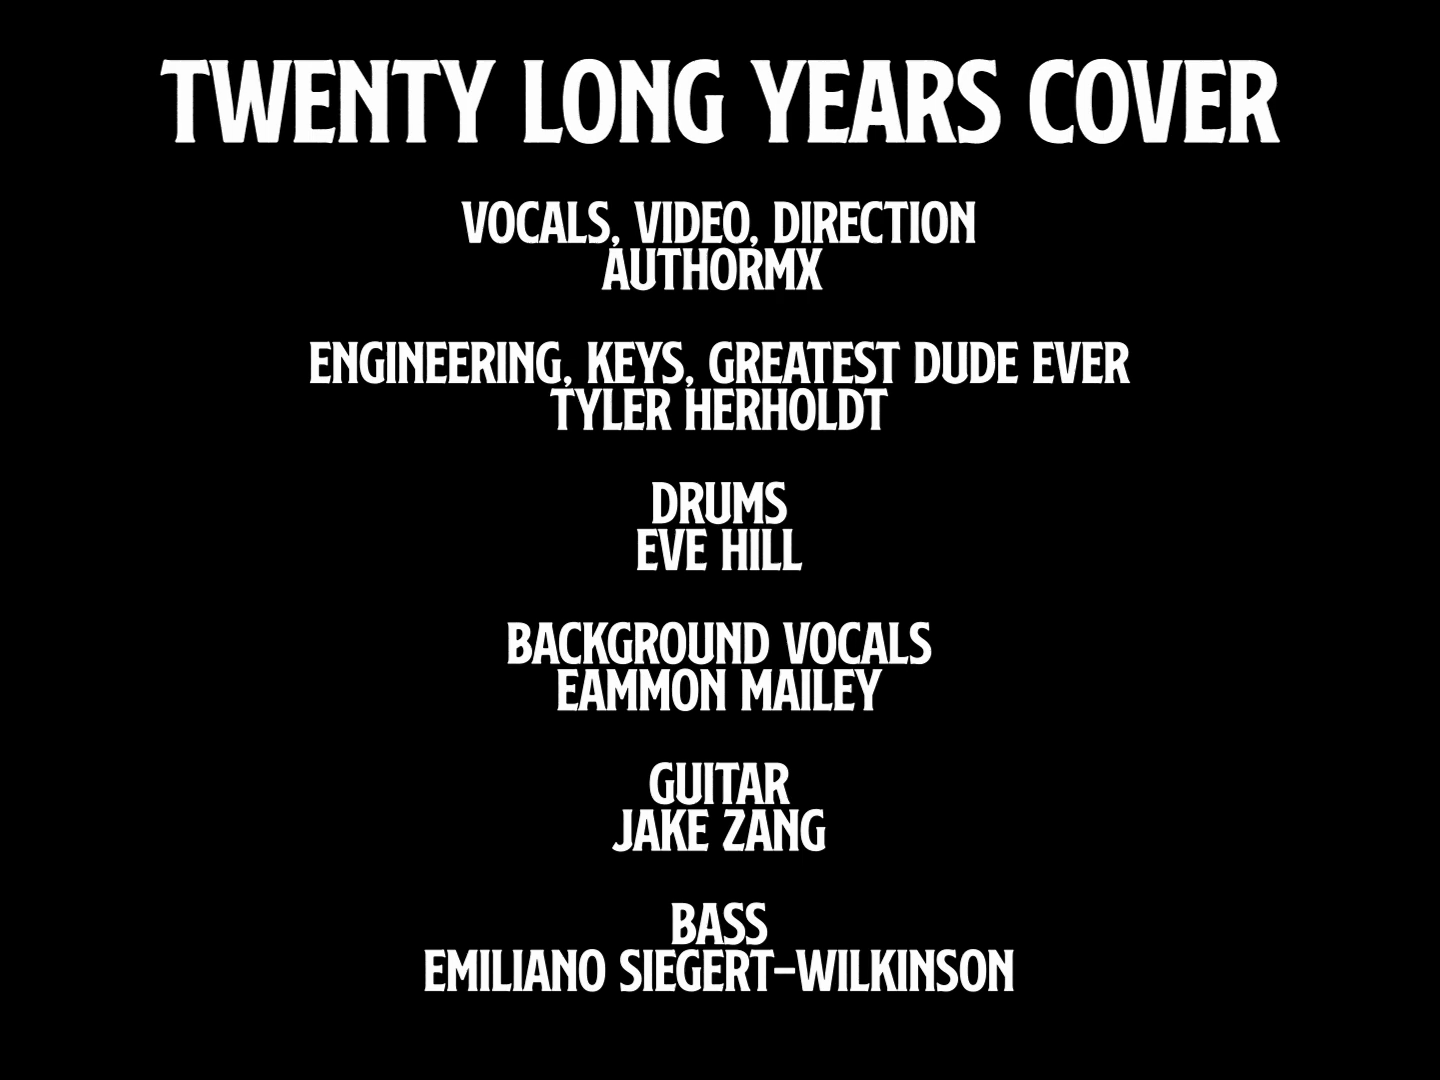 TWENTY LONG YEARS COVER
VOCALS, VIDEO, DIRECTION
AUTHORMX
ENGINEERING, KEYS, GREATEST DUDE EVER
TYLER HERHOLDT
DRUMS
EVE HILL
BACKGROUND VOCALS
EAMMON MAILEY
GUITAR
JAKE ZANG
BASS
EMILIANO SIEGERT-WILKINSON